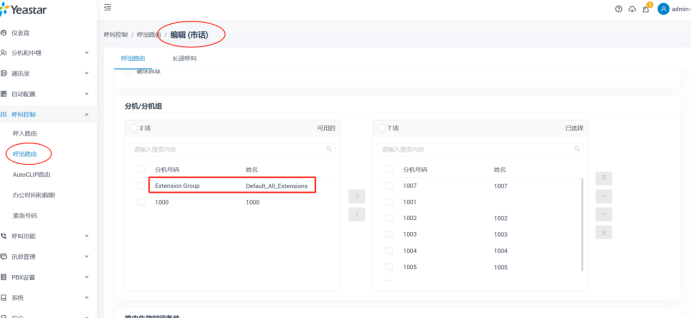 Yeastar
admin
仪表盘
分机和中继
通讯录
自动配置
呼叫控制
呼入路由
呼出路由
AutoCLIP路由
办公时间和假期
紧急号码
呼叫功能
讯息管理
PBX设置
系统
安全
呼叫控制 / 呼出路由 / 编辑 (市话)
呼出路由 长途呼叫
分机/分机组
2 项 可用的
请输入搜索内容
分机号码 姓名
Extension Group Default_All_Extensions
1000 1000
7 项 已选择
请输入搜索内容
分机号码 姓名
1007 1007
1001
1002 1002
1003 1003
1004 1004
1005 1005